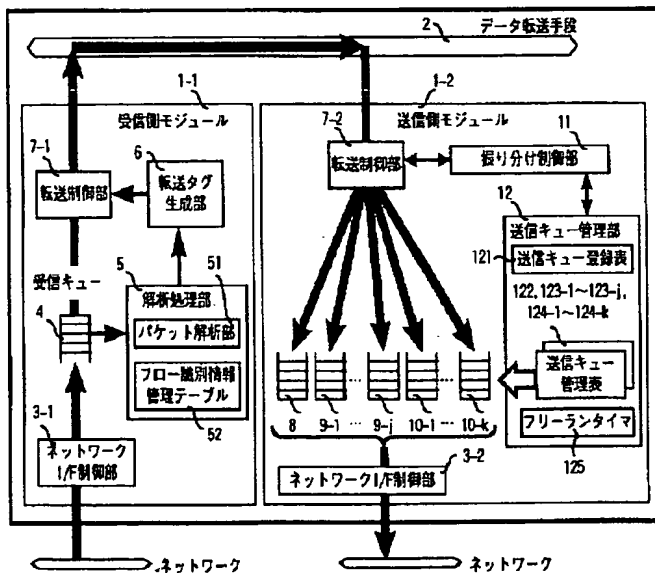 2
データ転送手段
1-1
受信側モジュール
7-1
転送制御部
6
転送タグ
生成部
受信キュー
4
5
解析処理部
51
パケット解析部
フロー識別情報
管理テーブル
52
3-1
ネットワーク
I/F制御部
ネットワーク
1-2
送信側モジュール
7-2
転送制御部
11
振り分け制御部
12
送信キュー管理部
121
送信キュー登録表
122,123-1〜123-j,
124-1〜124-k
送信キュー
管理表
フリーランタイマ
125
8 9-1 … 9-j 10-1 … 10-k
3-2
ネットワークI/F制御部
ネットワーク